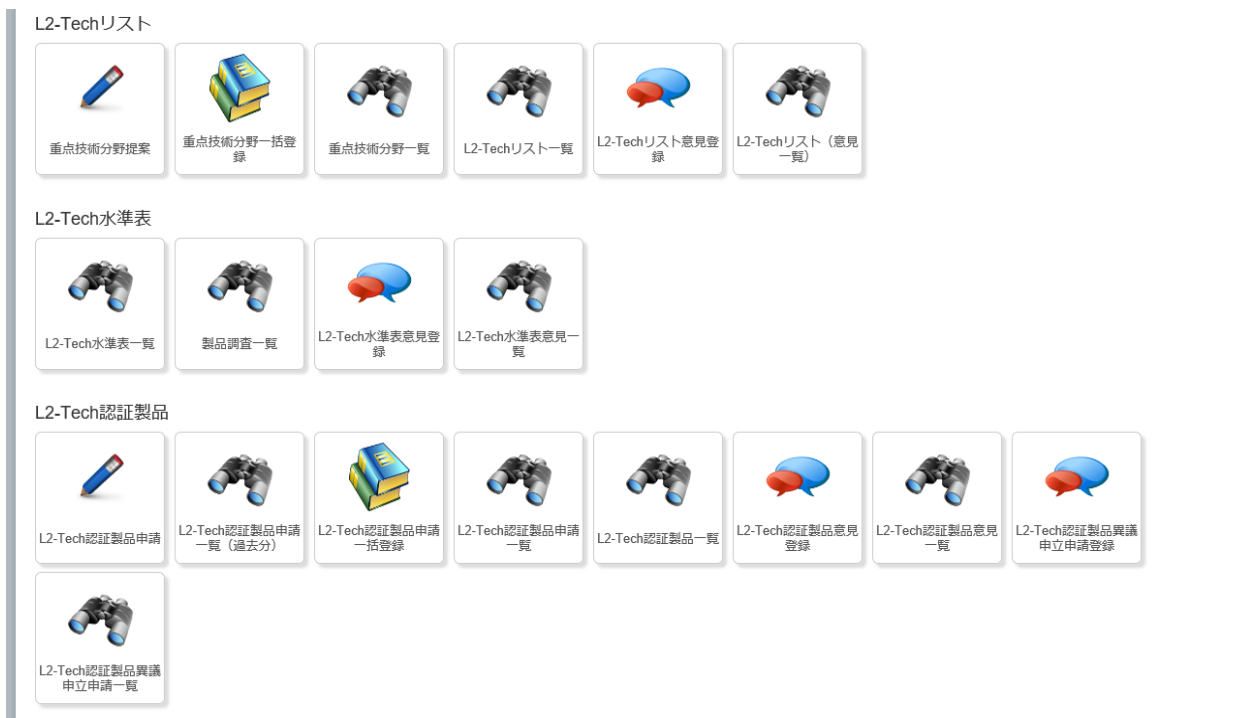 L2-Techリスト
重点技術分野提案
重点技術分野一括登
録
重点技術分野一覧
L2-Techリスト一覧
L2-Techリスト意見登
録
L2-Techリスト（意見
一覧）
L2-Tech水準表
L2-Tech水準表一覧
製品調査一覧
L2-Tech水準表意見登
録
L2-Tech水準表意見一
覧
L2-Tech認証製品
L2-Tech認証製品申請
L2-Tech認証製品申請
一覧（過去分）
L2-Tech認証製品申請
一括登録
L2-Tech認証製品申請
一覧
L2-Tech認証製品一覧
L2-Tech認証製品意見
登録
L2-Tech認証製品意見
一覧
L2-Tech認証製品異議
申立申請登録
L2-Tech認証製品異議
申立申請一覧